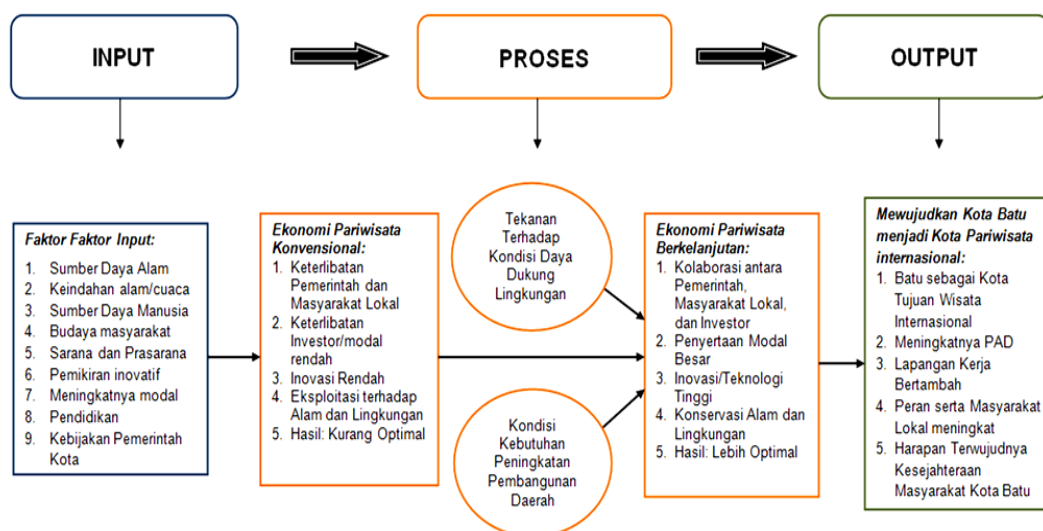 INPUT
PROSES
OUTPUT
Faktor Faktor Input:
1. Sumber Daya Alam
2. Keindahan alam/cuaca
3. Sumber Daya Manusia
4. Budaya masyarakat
5. Sarana dan Prasarana
6. Pemikiran inovatif
7. Meningkatnya modal
8. Pendidikan
9. Kebijakan Pemerintah
Kota
Ekonomi Pariwisata
Konvensional:
1. Keterlibatan
Pemerintah dan
Masyarakat Lokal
2. Keterlibatan
Investor/modal
rendah
3. Inovasi Rendah
4. Eksploitasi terhadap
Alam dan Lingkungan
5. Hasil: Kurang Optimal
Tekanan
Terhadap
Kondisi Daya
Dukung
Lingkungan
Kondisi
Kebutuhan
Peningkatan
Pembangunan
Daerah
Ekonomi Pariwisata
Berkelanjutan:
1. Kolaborasi antara
Pemerintah,
Masyarakat Lokal,
dan Investor
2. Penyertaan Modal
Besar
3. Inovasi/Teknologi
Tinggi
4. Konservasi Alam dan
Lingkungan
5. Hasil: Lebih Optimal
Mewujudkan Kota Batu
menjadi Kota Pariwisata
internasional:
1. Batu sebagai Kota
Tujuan Wisata
Internasional
2. Meningkatnya PAD
3. Lapangan Kerja
Bertambah
4. Peran serta Masyarakat
Lokal meningkat
5. Harapan Terwujudnya
Kesejahteraan
Masyarakat Kota Batu